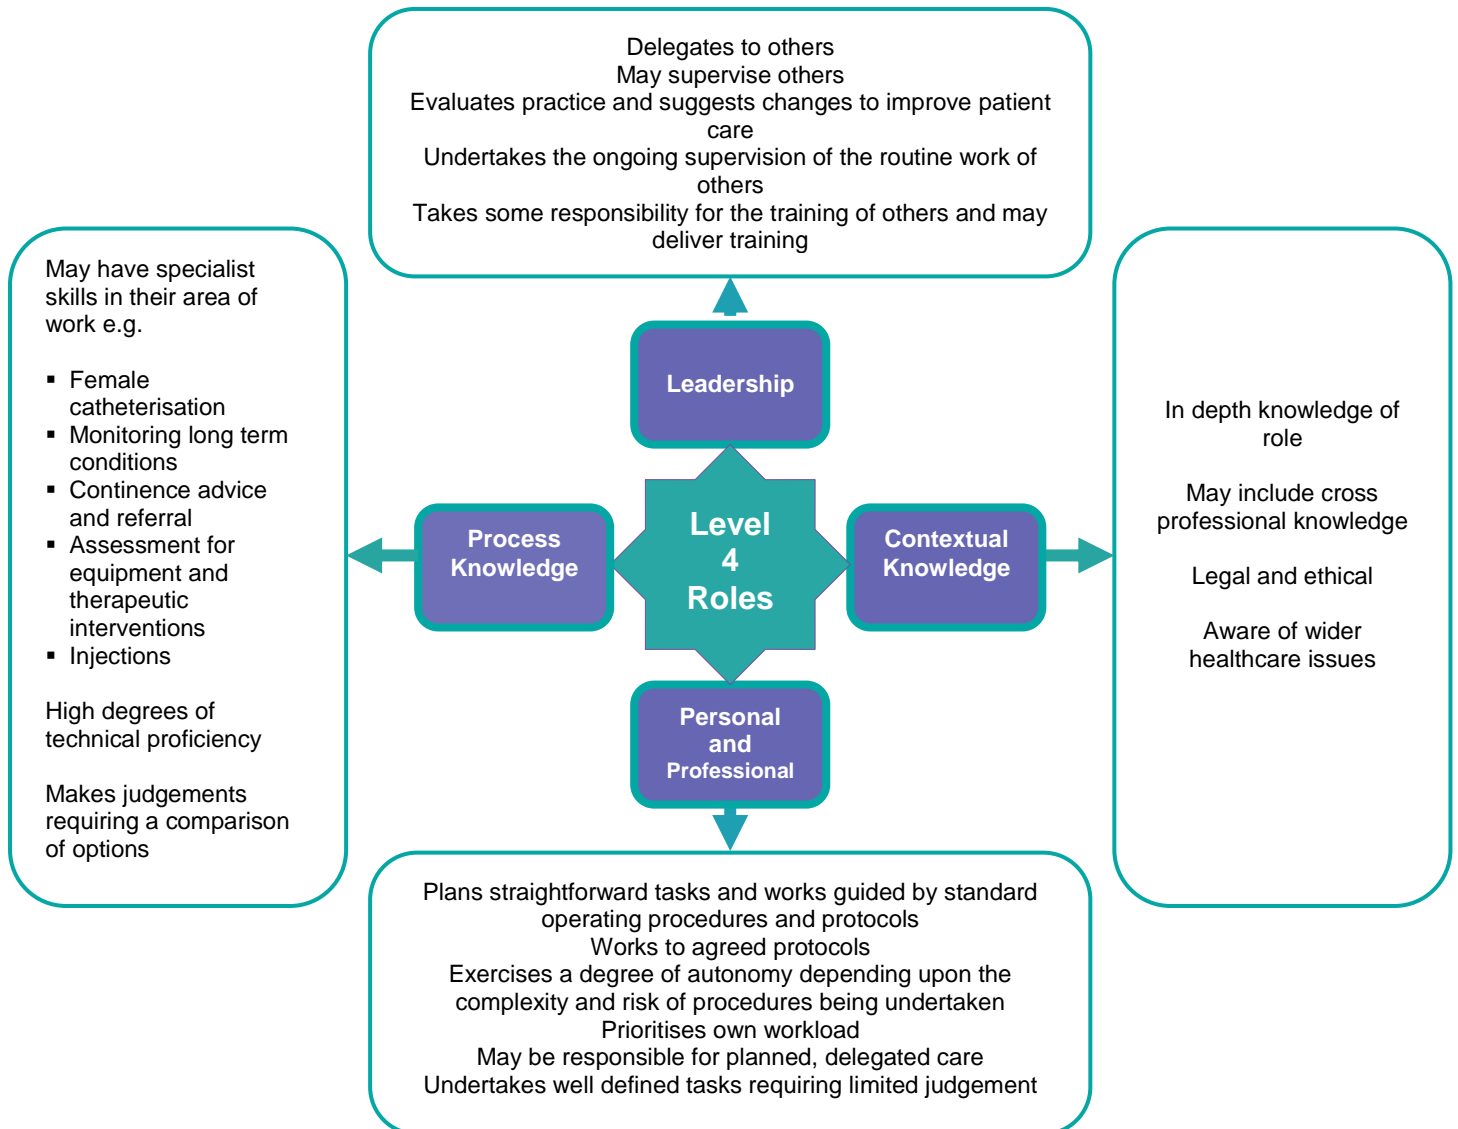 Delegates to others
May supervise others
Evaluates practice and suggests changes to improve patient
care
Undertakes the ongoing supervision of the routine work of
others
Takes some responsibility for the training of others and may
deliver training
May have specialist
skills in their area of
work e.g.
▪ Female
catheterisation
▪ Monitoring long term
conditions
▪ Continence advice
and referral
▪ Assessment for
equipment and
therapeutic
interventions
▪ Injections
High degrees of
technical proficiency
Makes judgements
requiring a comparison
of options
Leadership
Process
Knowledge
Level
4
Roles
Contextual
Knowledge
Personal
and
Professional
In depth knowledge of
role
May include cross
professional knowledge
Legal and ethical
Aware of wider
healthcare issues
Plans straightforward tasks and works guided by standard
operating procedures and protocols
Works to agreed protocols
Exercises a degree of autonomy depending upon the
complexity and risk of procedures being undertaken
Prioritises own workload
May be responsible for planned, delegated care
Undertakes well defined tasks requiring limited judgement